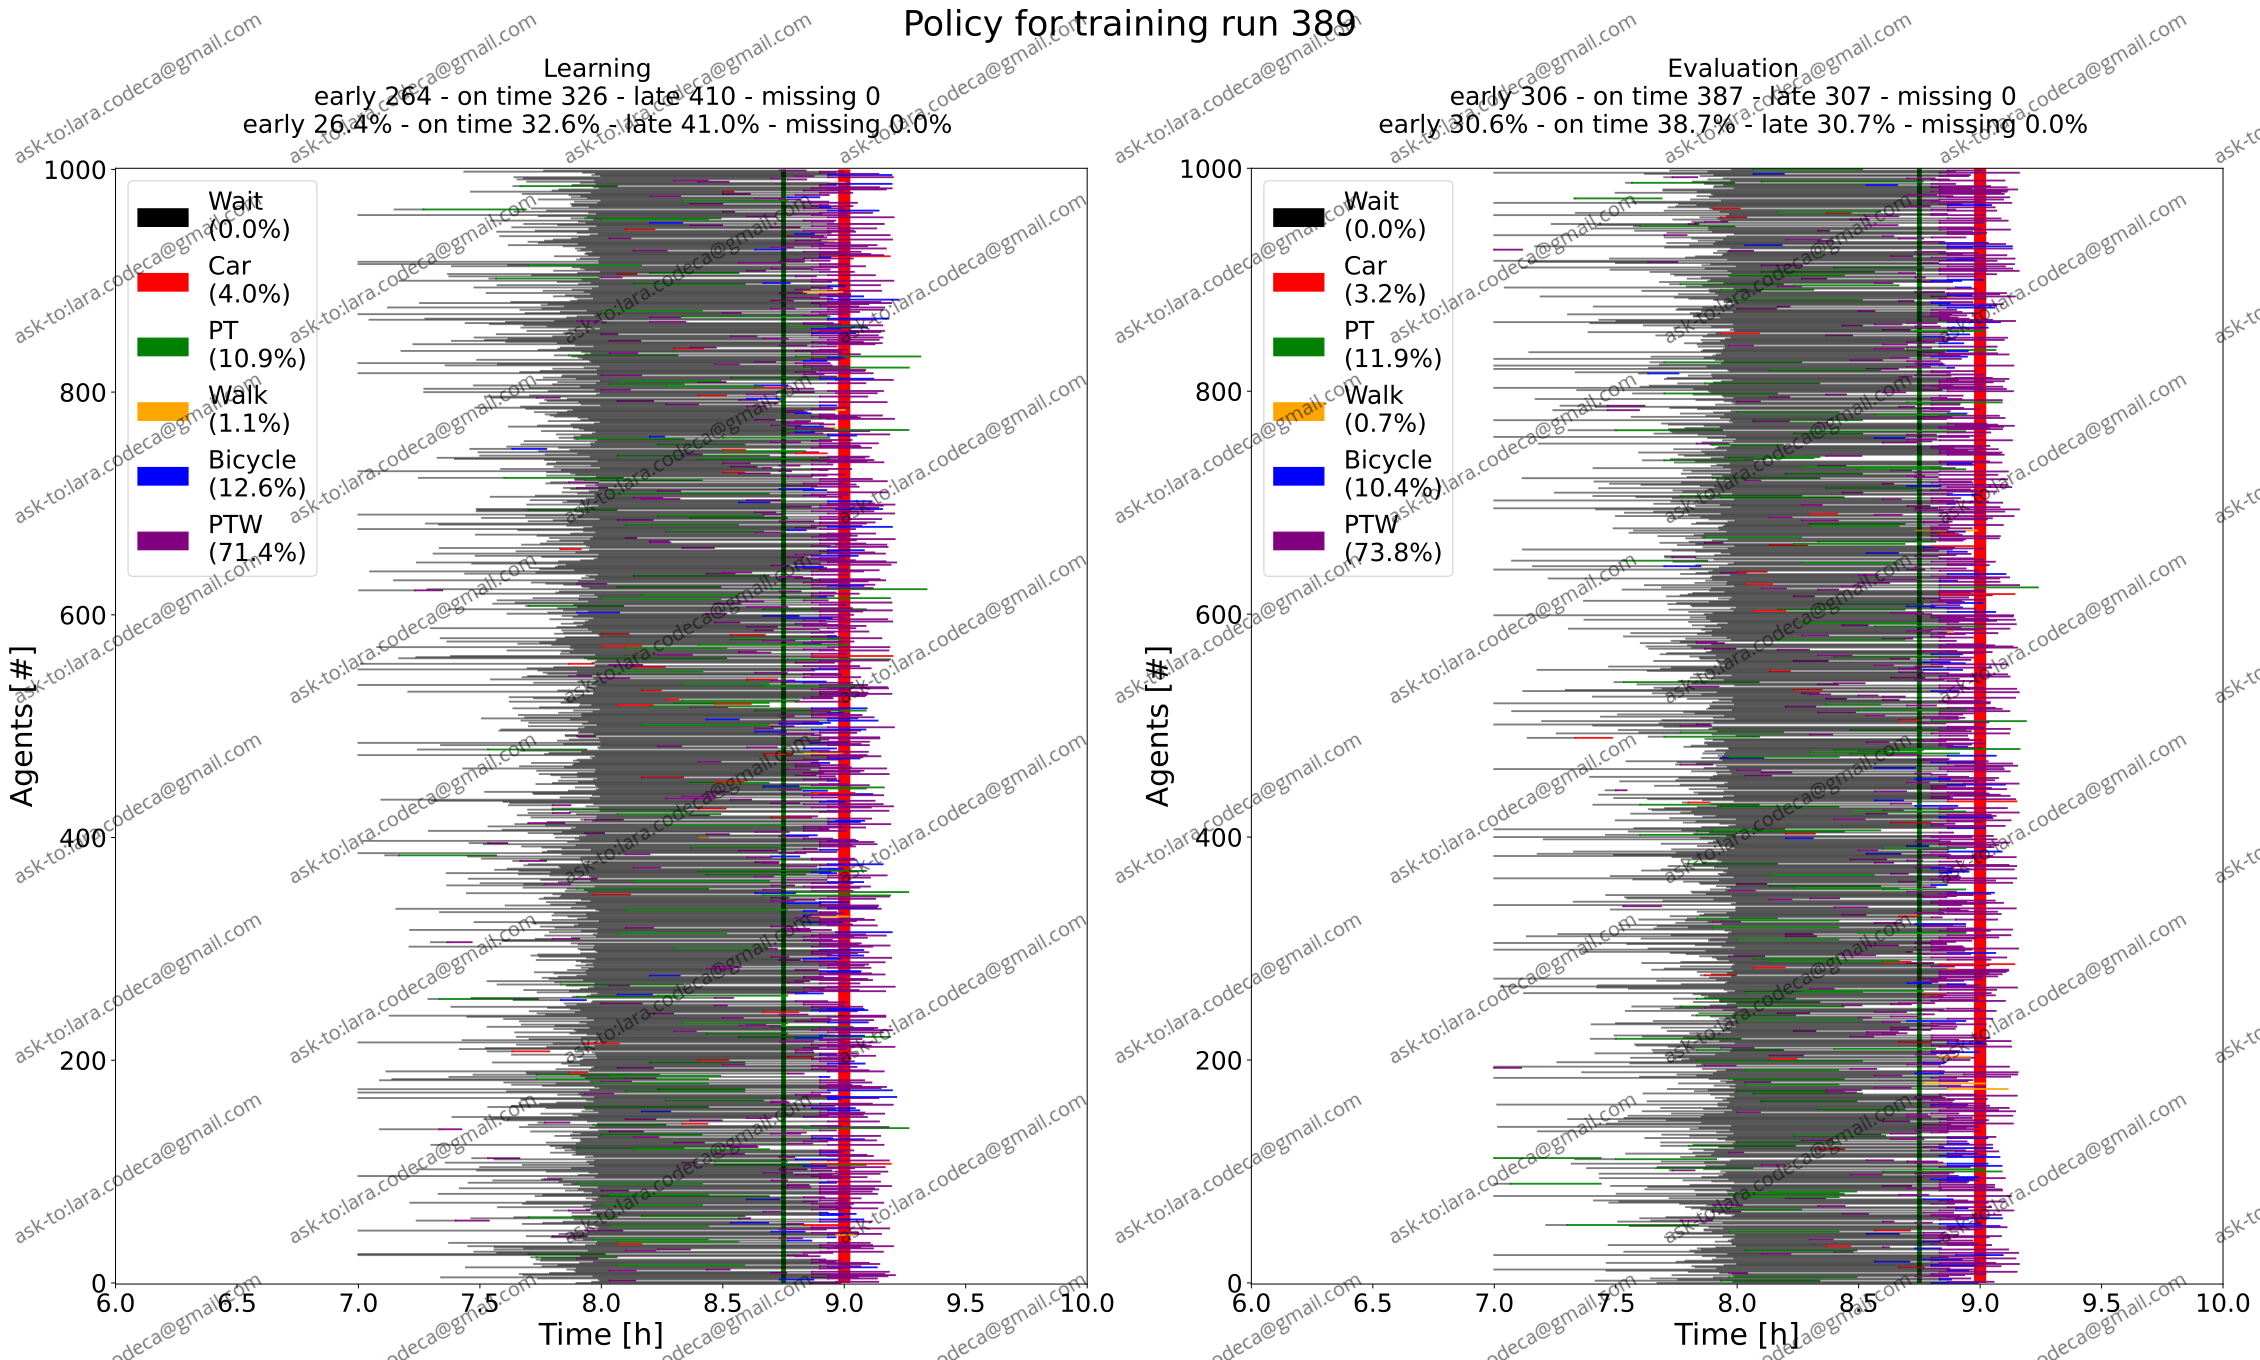 Policy for training run 389
Learning
early 264 - on time 326 - late 410 - missing 0
early 26.4% - on time 32.6% - late 41.0% - missing 0.0%
Agents [#]
1000
800
600
400
200
0
Wait
(0.0%)
Car
(4.0%)
PT
(10.9%)
Walk
(1.1%)
Bicycle
(12.6%)
PTW
(71.4%)
6.0 6.5 7.0 7.5 8.0 8.5 9.0 9.5 10.0
Time [h]
Evaluation
early 306 - on time 387 - late 307 - missing 0
early 30.6% - on time 38.7% - late 30.7% - missing 0.0%
Agents [#]
1000
800
600
400
200
0
Wait
(0.0%)
Car
(3.2%)
PT
(11.9%)
Walk
(0.7%)
Bicycle
(10.4%)
PTW
(73.8%)
6.0 6.5 7.0 7.5 8.0 8.5 9.0 9.5 10.0
Time [h]
ask-to:lara.codeca@gmail.com